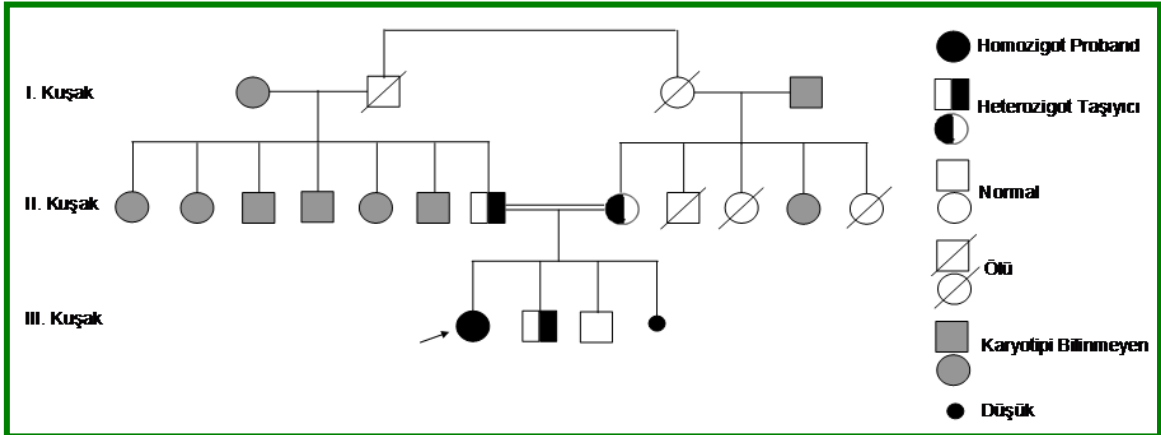 I. Kuşak
II. Kuşak
III. Kuşak
Homozigot Proband
Heterozigot Taşıyıcı
Normal
Ölü
Karyotipi Bilinmeyen
Düşük